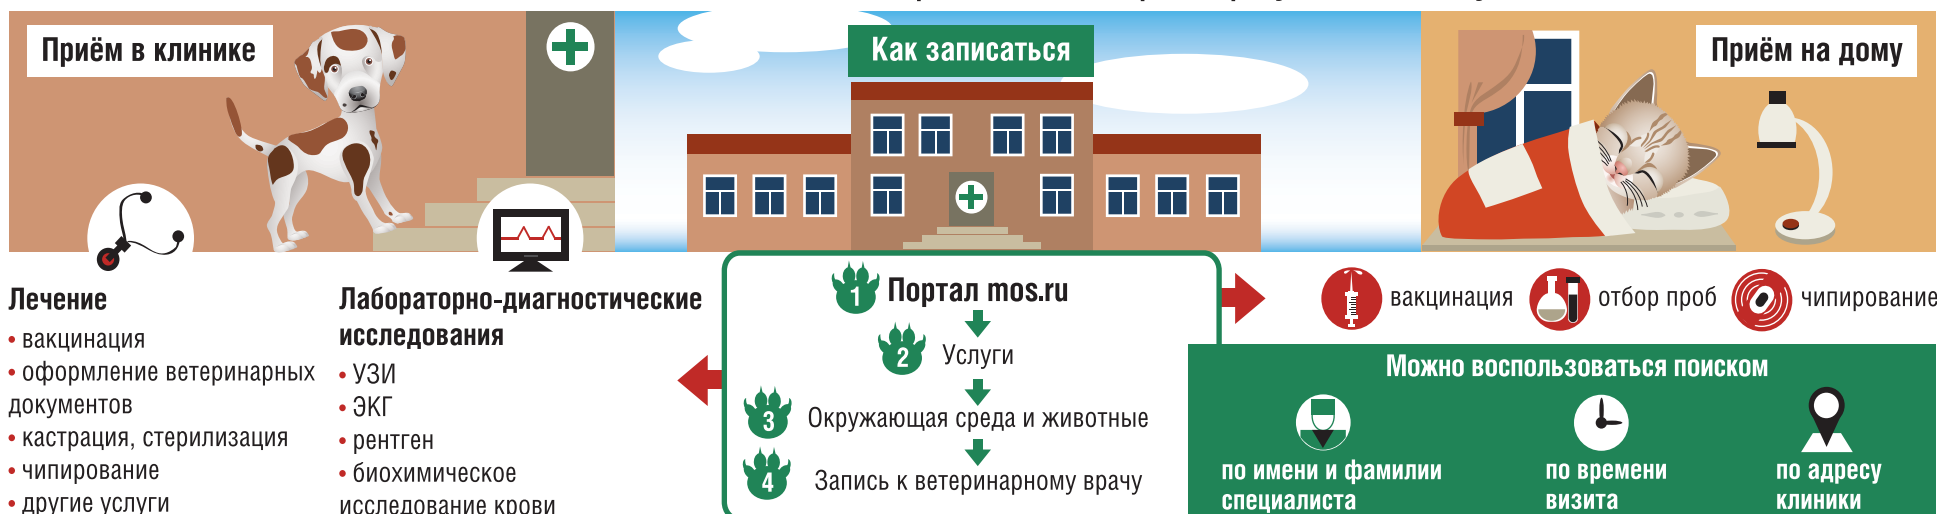 Приём в клинике
Как записаться
Приём на дому
Лечение
• вакцинация
• оформление ветеринарных
документов
• кастрация, стерилизация
• чипирование
• другие услуги
Лабораторно-диагностические
исследования
• УЗИ
• ЭКГ
• рентген
• биохимическое
исследование крови
1 Портал mos.ru
2 Услуги
3 Окружающая среда и животные
4 Запись к ветеринарному врачу
вакцинация
отбор проб
чипирование
Можно воспользоваться поиском
по имени и фамилии
специалиста
по времени
визита
по адресу
клиники